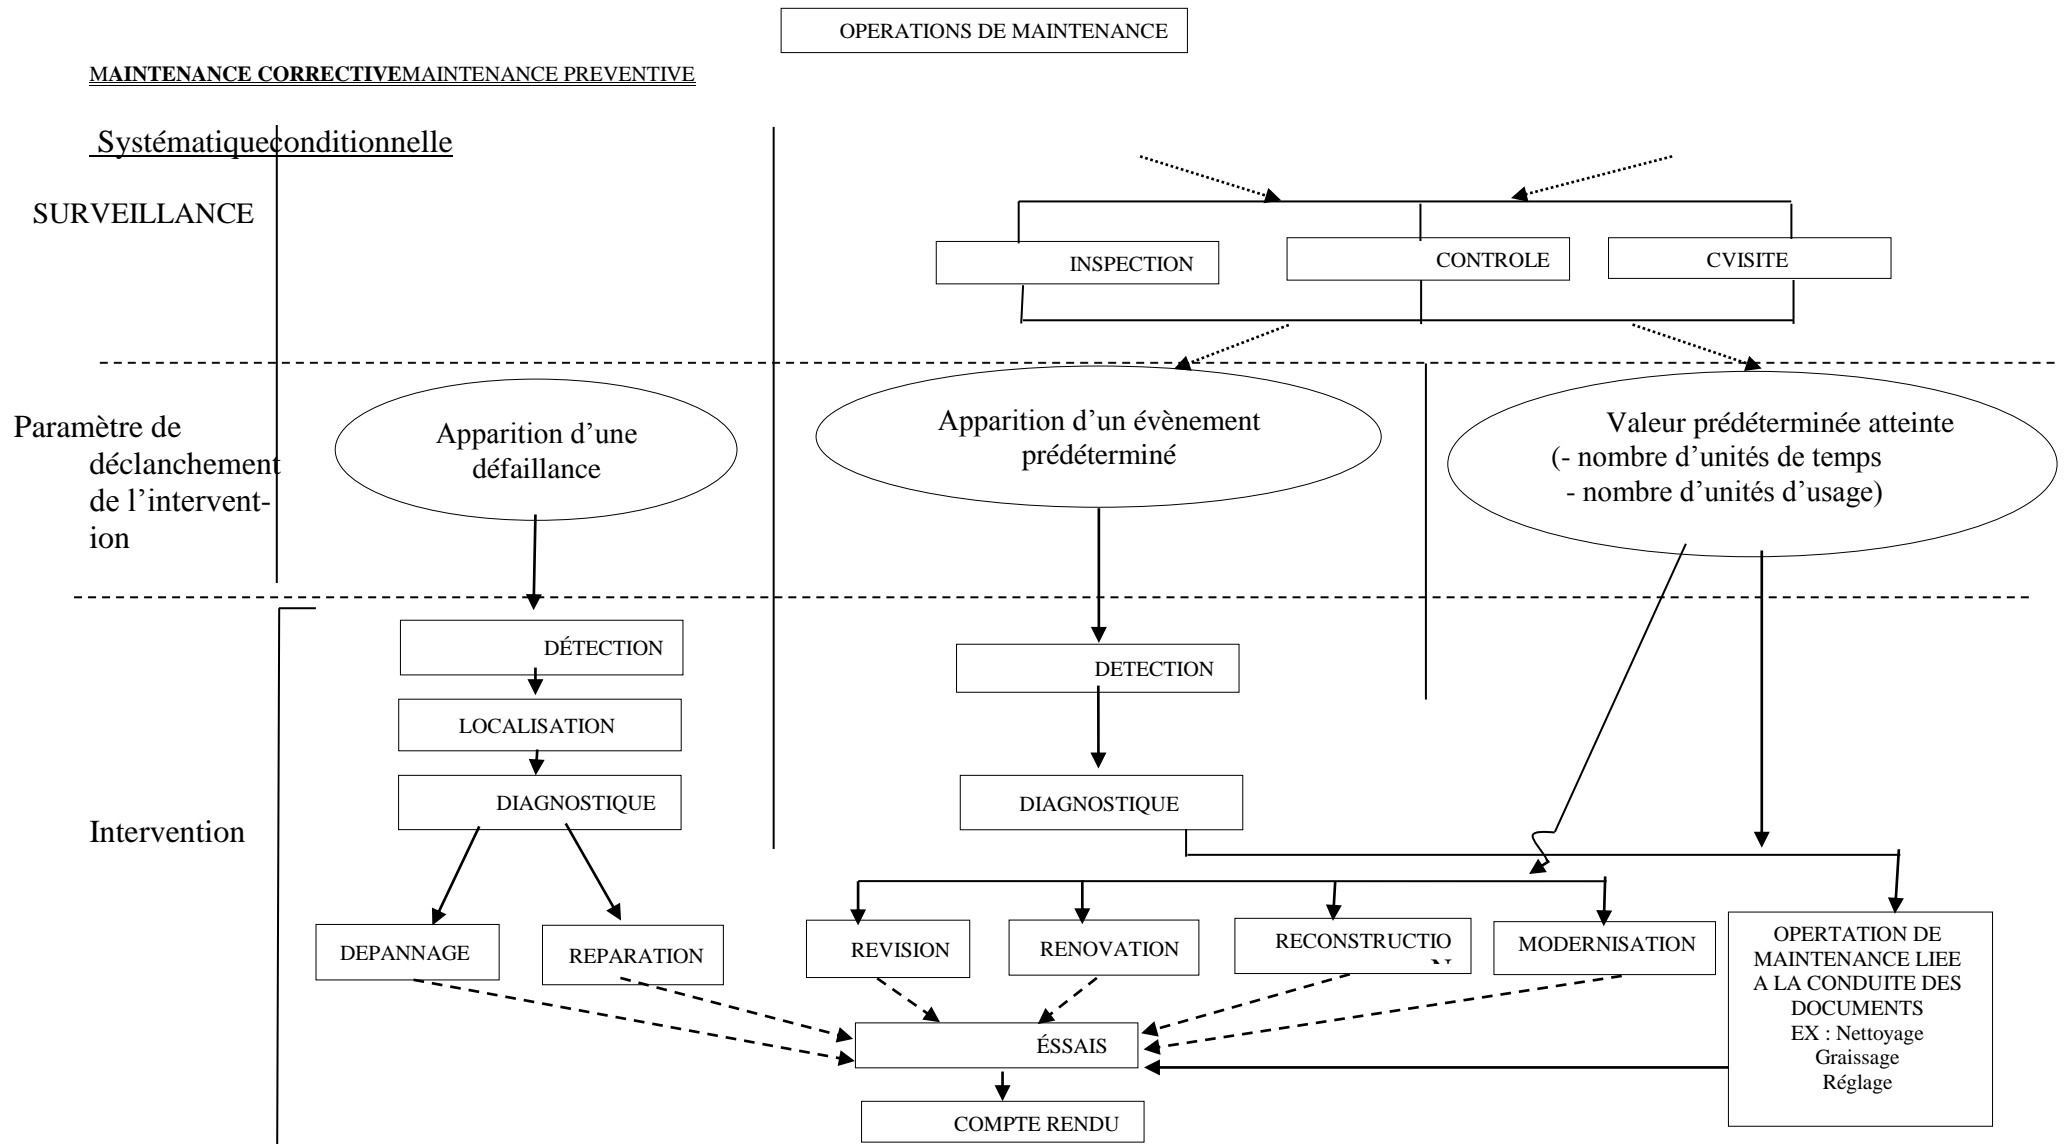 OPERATIONS DE MAINTENANCE
MAINTENANCE CORRECTIVEMAINTENANCE PREVENTIVE
Systématiqueconditionnelle
SURVEILLANCE
INSPECTION
CONTROLE
CVISITE
Paramètre de
déclanchement
de l’intervent-
ion
Apparition d’une
défaillance
Apparition d’un évènement
prédéterminé
Valeur prédéterminée atteinte
(- nombre d’unités de temps
- nombre d’unités d’usage)
DÉTECTION
DETECTION
LOCALISATION
DIAGNOSTIQUE
DIAGNOSTIQUE
Intervention
DEPANNAGE
REPARATION
REVISION
RENOVATION
RECONSTRUCTIO
N
MODERNISATION
OPERTATION DE
MAINTENANCE LIEE
A LA CONDUITE DES
DOCUMENTS
EX : Nettoyage
Graissage
Réglage
ÉSSAIS
COMPTE RENDU